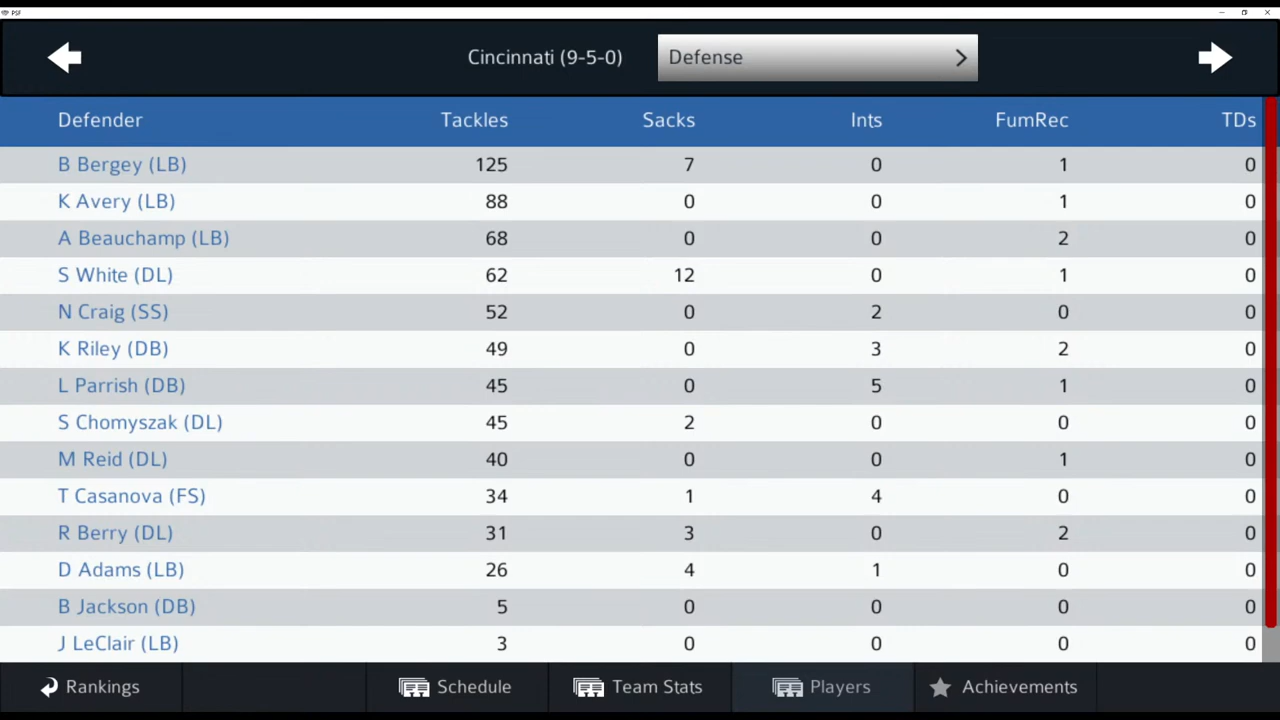 PSF
Cincinnati (9-5-0) Defense
Defender Tackles Sacks Ints FumRec TDs
B Bergey (LB) 125 7 0 1 0
K Avery (LB) 88 0 0 1 0
A Beauchamp (LB) 68 0 0 2 0
S White (DL) 62 12 0 1 0
N Craig (SS) 52 0 2 0 0
K Riley (DB) 49 0 3 2 0
L Parrish (DB) 45 0 5 1 0
S Chomyszak (DL) 45 2 0 0 0
M Reid (DL) 40 0 0 1 0
T Casanova (FS) 34 1 4 0 0
R Berry (DL) 31 3 0 2 0
D Adams (LB) 26 4 1 0 0
B Jackson (DB) 5 0 0 0 0
J LeClair (LB) 3 0 0 0 0
Rankings Schedule Team Stats Players Achievements